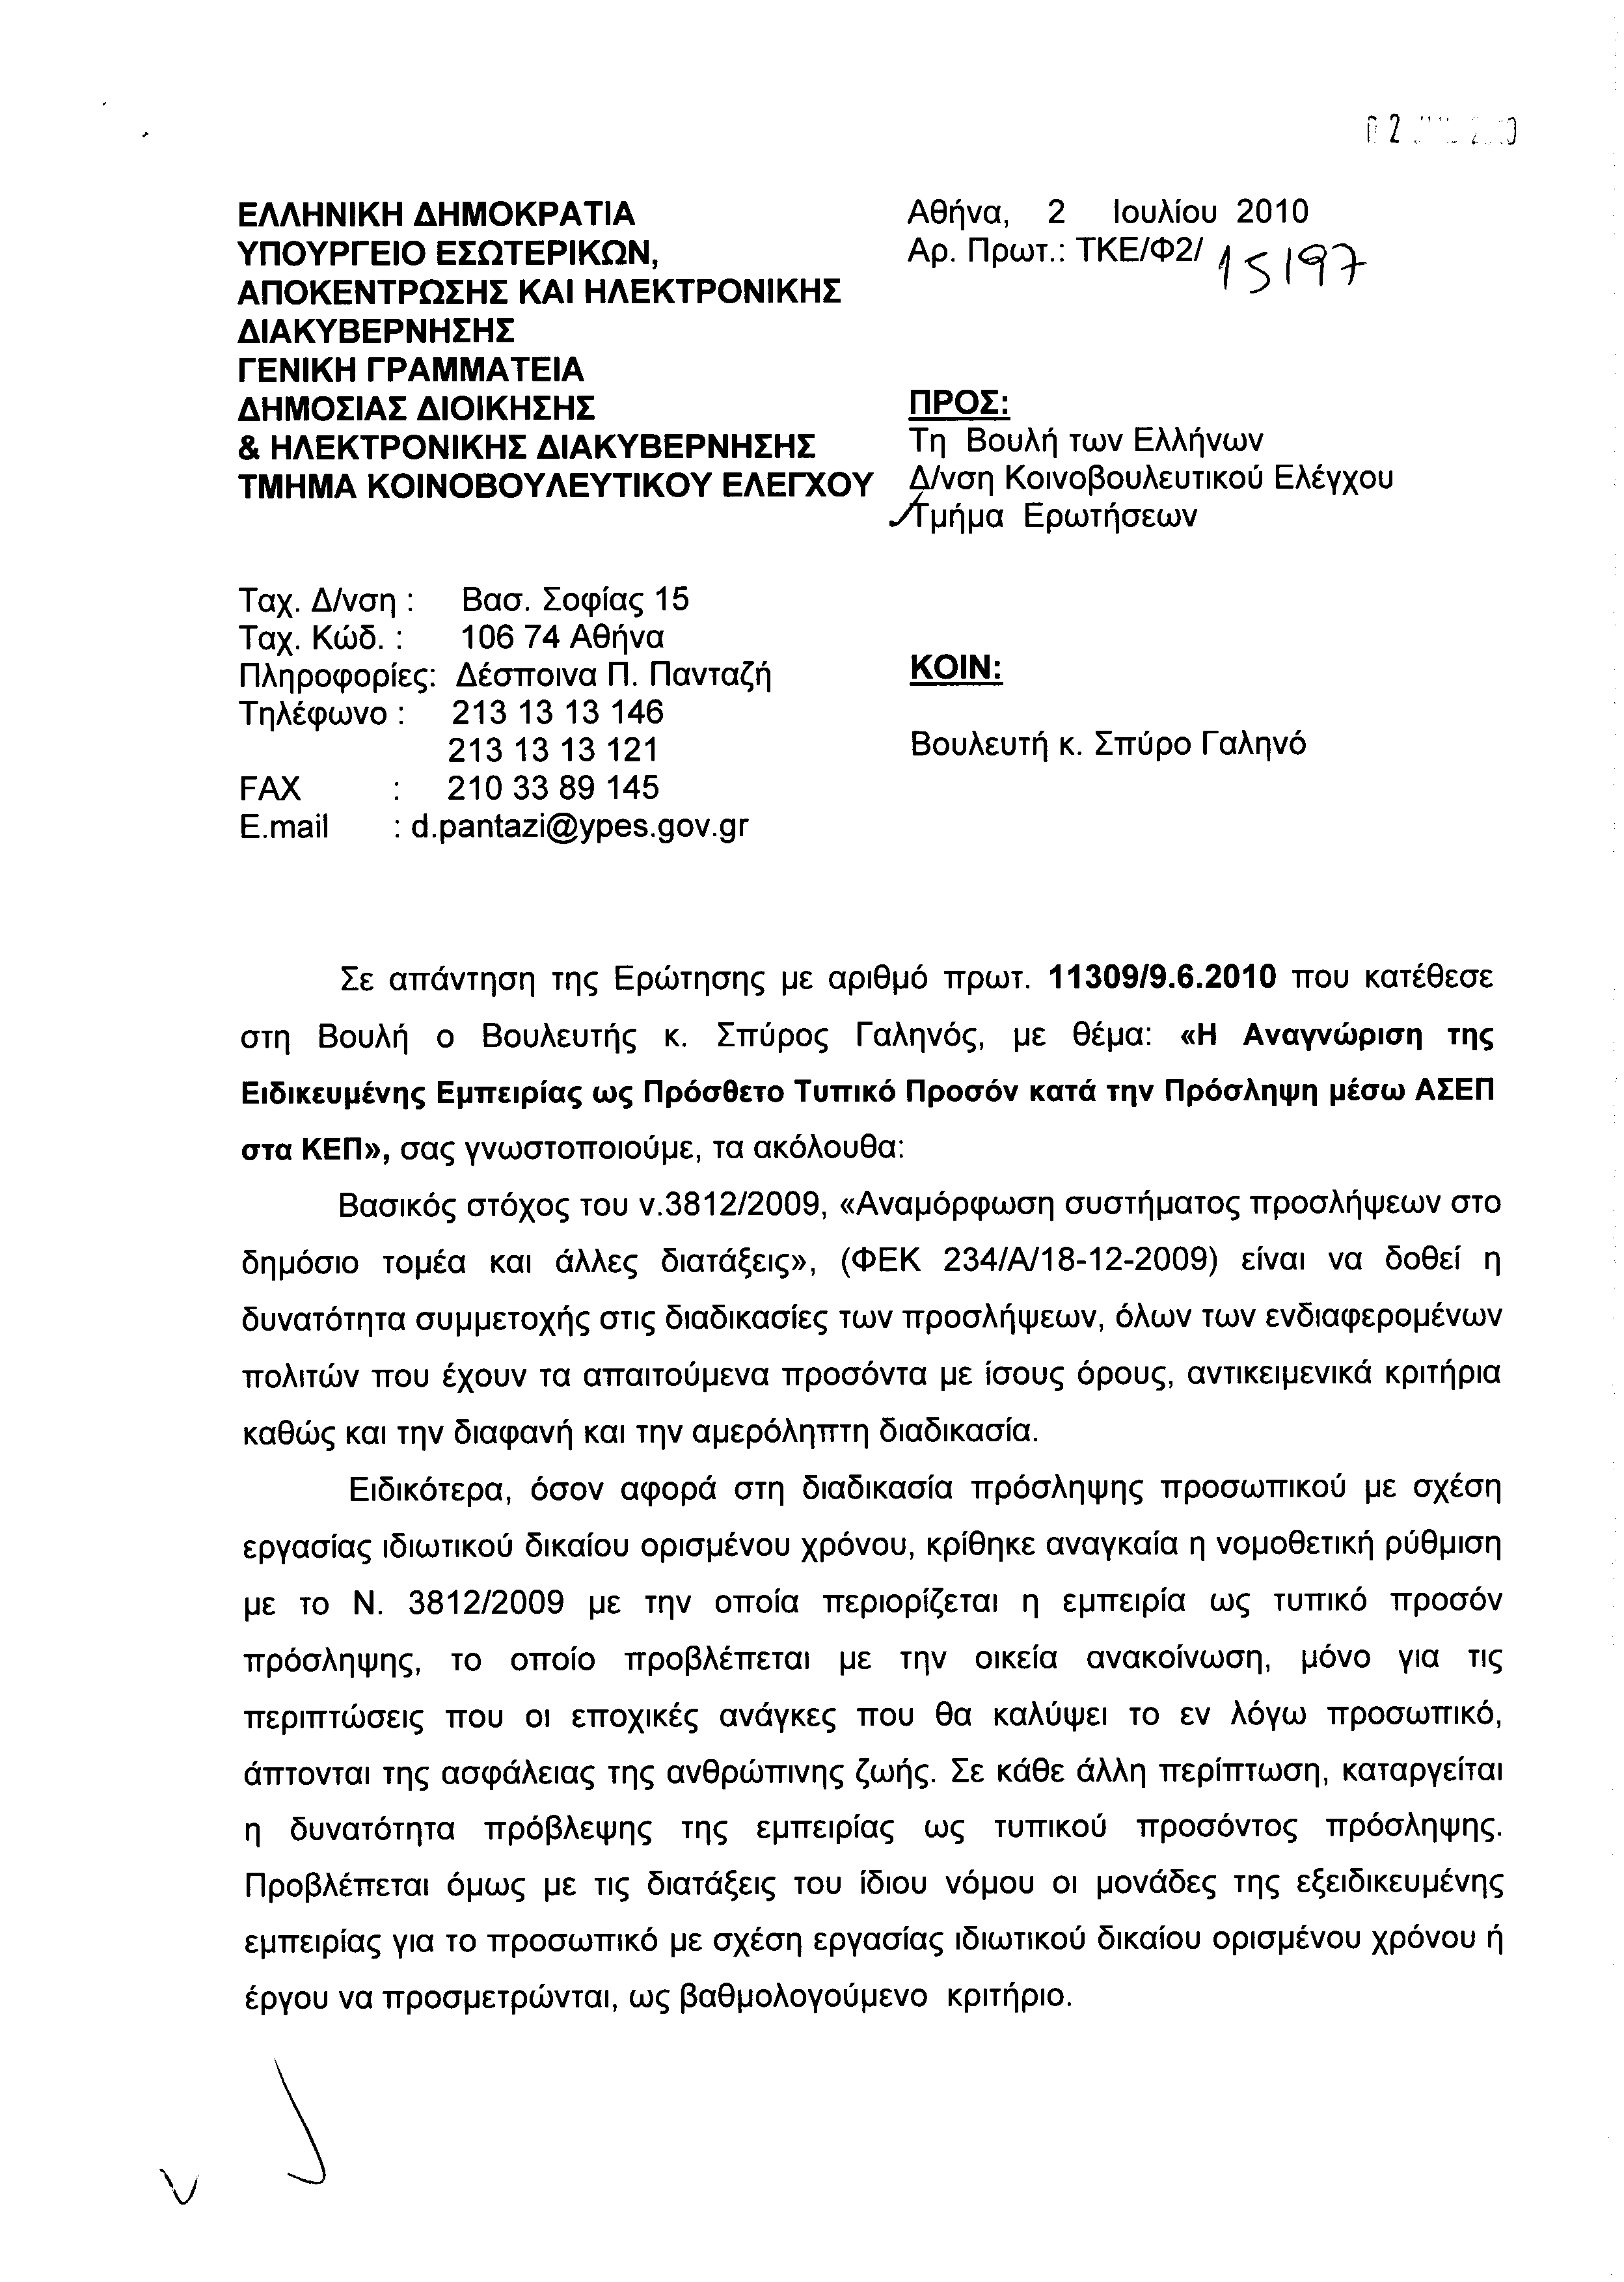 ΕΛΛΗΝΙΚΗ ΔΗΜΟΚΡΑΤΙΑ
ΥΠΟΥΡΓΕΙΟ ΕΣΩΤΕΡΙΚΩΝ,
ΑΠΟΚΕΝΤΡΩΣΗΣ ΚΑΙ ΗΛΕΚΤΡΟΝΙΚΗΣ
ΔΙΑΚΥΒΕΡΝΗΣΗΣ
ΓΕΝΙΚΗ ΓΡΑΜΜΑΤΕΙΑ
ΔΗΜΟΣΙΑΣ ΔΙΟΙΚΗΣΗΣ
& ΗΛΕΚΤΡΟΝΙΚΗΣ ΔΙΑΚΥΒΕΡΝΗΣΗΣ
ΤΜΗΜΑ ΚΟΙΝΟΒΟΥΛΕΥΤΙΚΟΥ ΕΛΕΓΧΟΥ
Αθήνα, 2 Ιουλίου 2010
Αρ. Πρωτ.: ΤΚΕ/Φ2/ 15197
ΠΡΟΣ:
Τη Βουλή των Ελλήνων
Δ/νση Κοινοβουλευτικού Ελέγχου
Τμήμα Ερωτήσεων
Ταχ. Δ/νση : Βασ. Σοφίας 15
Ταχ. Κώδ. : 106 74 Αθήνα
Πληροφορίες: Δέσποινα Π. Πανταζή
Τηλέφωνο : 213 13 13 146
213 13 13 121
FAX : 210 33 89 145
E.mail : d.pantazi@ypes.gov.gr
ΚΟΙΝ:
Βουλευτή κ. Σπύρο Γαληνό
Σε απάντηση της Ερώτησης με αριθμό πρωτ. 11309/9.6.2010 που κατέθεσε
στη Βουλή ο Βουλευτής κ. Σπύρος Γαληνός, με θέμα: «Η Αναγνώριση της
Ειδικευμένης Εμπειρίας ως Πρόσθετο Τυπικό Προσόν κατά την Πρόσληψη μέσω ΑΣΕΠ
στα ΚΕΠ», σας γνωστοποιούμε, τα ακόλουθα:
Βασικός στόχος του ν.3812/2009, «Αναμόρφωση συστήματος προσλήψεων στο
δημόσιο τομέα και άλλες διατάξεις», (ΦΕΚ 234/Α/18-12-2009) είναι να δοθεί η
δυνατότητα συμμετοχής στις διαδικασίες των προσλήψεων, όλων των ενδιαφερομένων
πολιτών που έχουν τα απαιτούμενα προσόντα με ίσους όρους, αντικειμενικά κριτήρια
καθώς και την διαφανή και την αμερόληπτη διαδικασία.
Ειδικότερα, όσον αφορά στη διαδικασία πρόσληψης προσωπικού με σχέση
εργασίας ιδιωτικού δικαίου ορισμένου χρόνου, κρίθηκε αναγκαία η νομοθετική ρύθμιση
με το Ν. 3812/2009 με την οποία περιορίζεται η εμπειρία ως τυπικό προσόν
πρόσληψης, το οποίο προβλέπεται με την οικεία ανακοίνωση, μόνο για τις
περιπτώσεις που οι εποχικές ανάγκες που θα καλύψει το εν λόγω προσωπικό,
άπτονται της ασφάλειας της ανθρώπινης ζωής. Σε κάθε άλλη περίπτωση, καταργείται
η δυνατότητα πρόβλεψης της εμπειρίας ως τυπικού προσόντος πρόσληψης.
Προβλέπεται όμως με τις διατάξεις του ίδιου νόμου οι μονάδες της εξειδικευμένης
εμπειρίας για το προσωπικό με σχέση εργασίας ιδιωτικού δικαίου ορισμένου χρόνου ή
έργου να προσμετρώνται, ως βαθμολογούμενο κριτήριο.